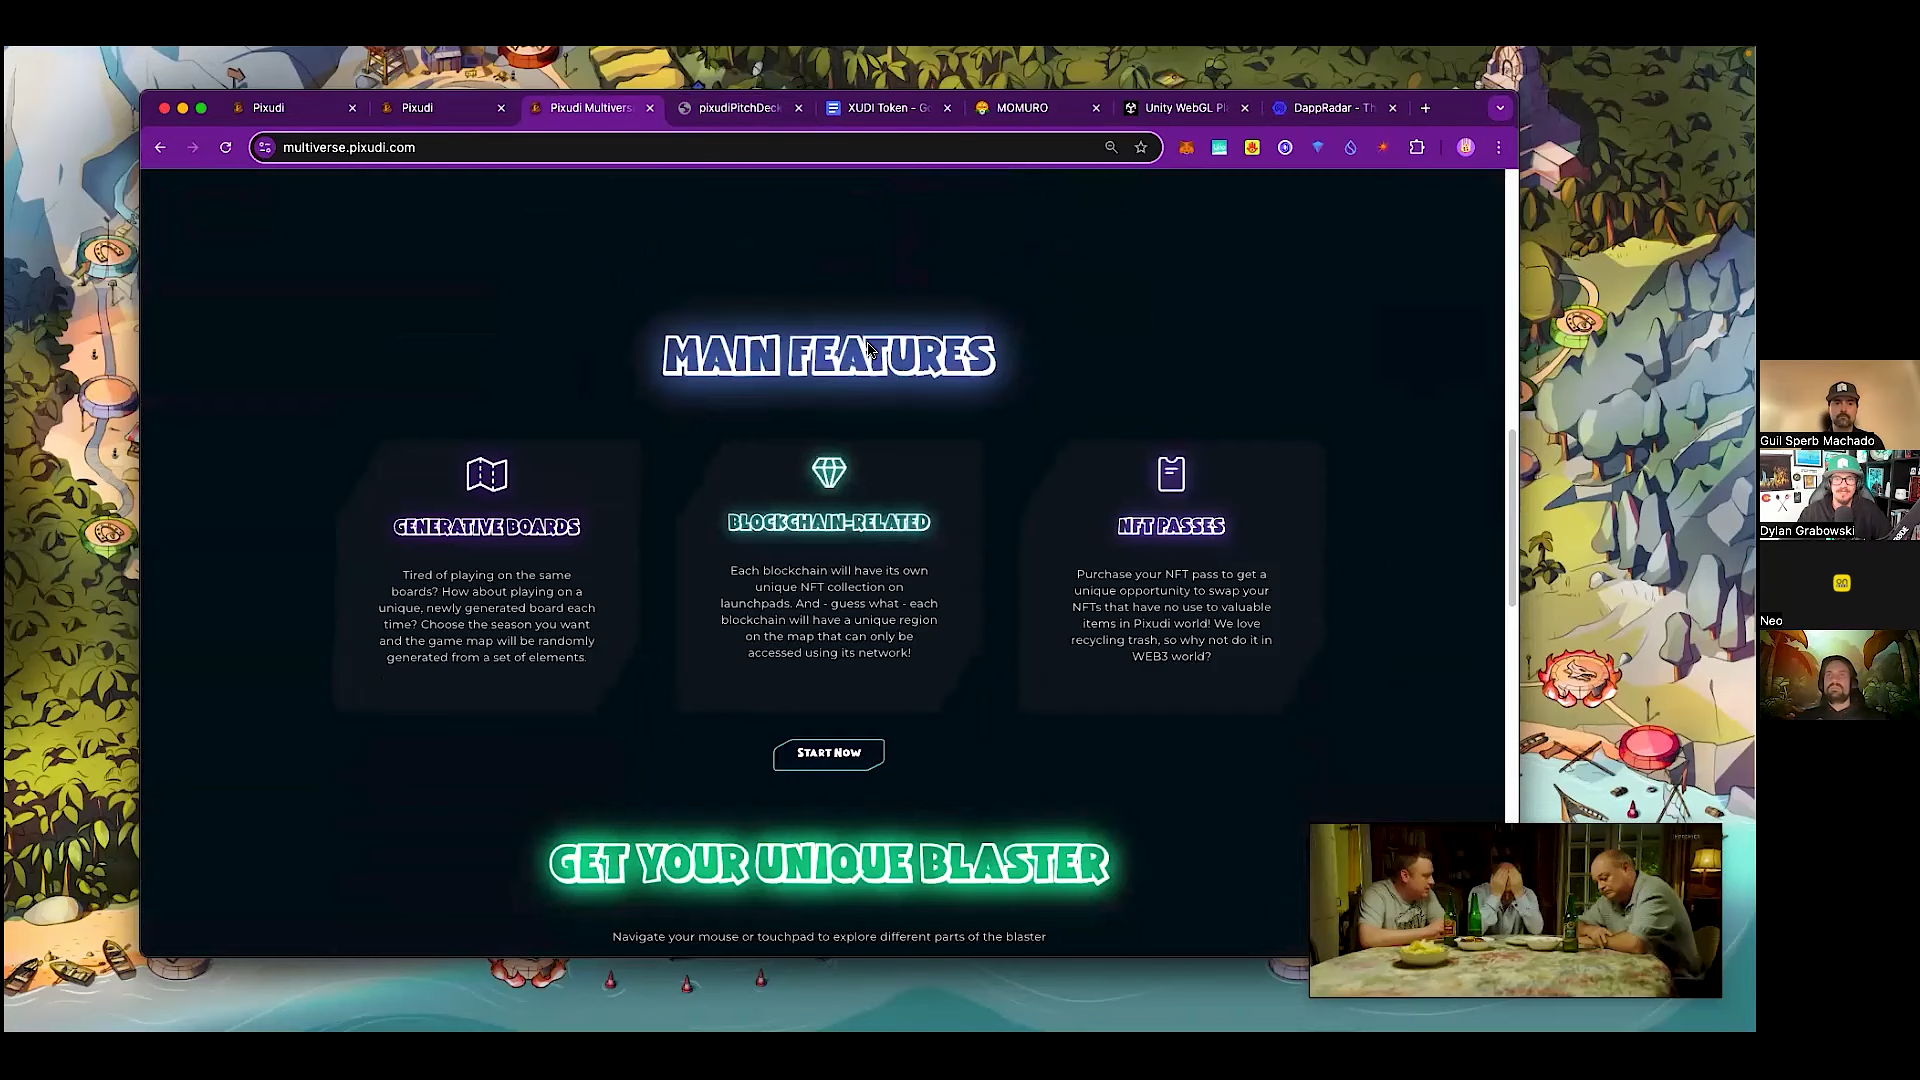 Pixudi
Pixudi
Pixudi Multivers
pixudiPitchDeck
XUDI Token - Go
MOMURO
Unity WebGL Pl
DappRadar - Th
multiverse.pixudi.com
MAIN FEATURES
GENERATIVE BOARDS
Tired of playing on the same
boards? How about playing on a
unique, newly generated board each
time? Choose the season you want
and the game map will be randomly
generated from a set of elements.
BLOCKCHAIN-RELATED
Each blockchain will have its own
unique NFT collection on
launchpads. And - guess what - each
blockchain will have a unique region
on the map that can only be
accessed using its network!
NFT PASSES
Purchase your NFT pass to get a
unique opportunity to swap your
NFTs that have no use to valuable
items in Pixudi world! We love
recycling trash, so why not do it in
WEB3 world?
START NOW
GET YOUR UNIQUE BLASTER
Navigate your mouse or touchpad to explore different parts of the blaster
Guil Sperb Machado
Dylan Grabowski
Neo